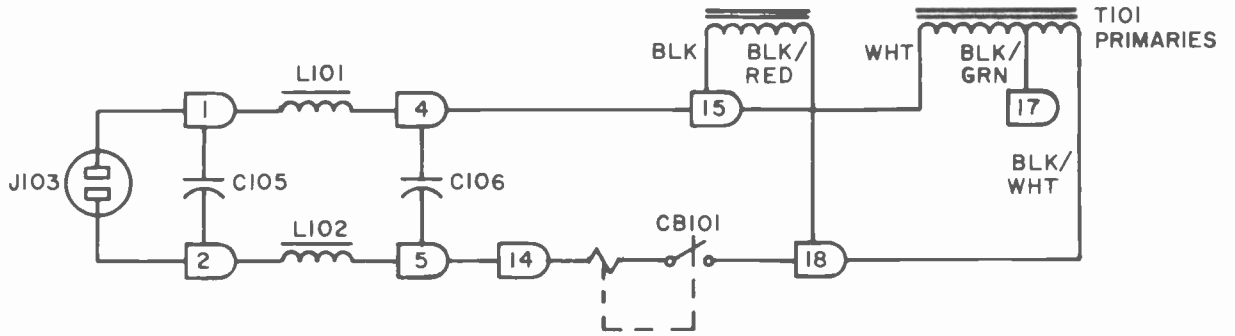 T101
PRIMARIES
BLK
BLK/
RED
WHT
BLK/
GRN
L101
1
4
15
17
BLK/
WHT
J103
C105
C106
L102
CB101
2
5
14
18